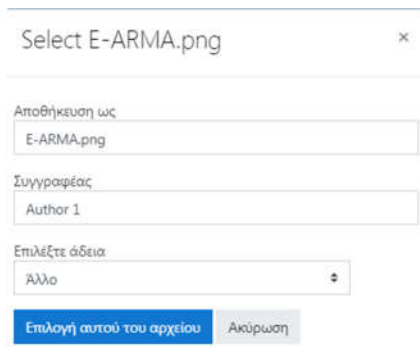 Select E-ARMA.png ×
Αποθήκευση ως
E-ARMA.png
Συγγραφέας
Author 1
Επιλέξτε άδεια
Άλλο
Επιλογή αυτού του αρχείου Ακύρωση